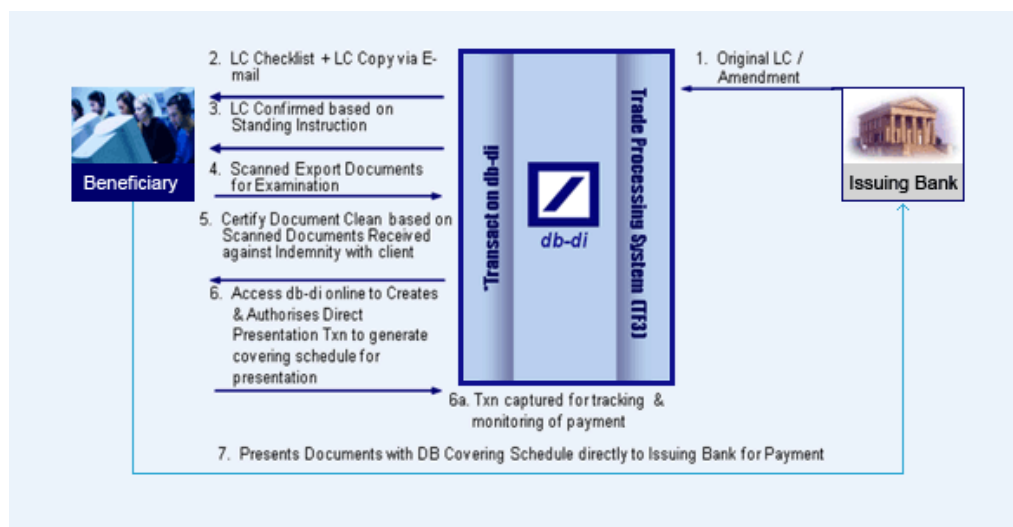 2. LC Checklist + LC Copy via E-
mail
3. LC Confirmed based on
Standing Instruction
4. Scanned Export Documents
for Examination
5. Certify Document Clean based on
Scanned Documents Received
against Indemnity with client
6. Access db-di online to Creates
& Authorises Direct
Presentation Txn to generate
covering schedule for
presentation
Beneficiary
"Transact on db-di
db-di
Trade Processing System (TF3)
1. Original LC /
Amendment
Issuing Bank
6a. Txn captured for tracking &
monitoring of payment
7. Presents Documents with DB Covering Schedule directly to Issuing Bank for Payment